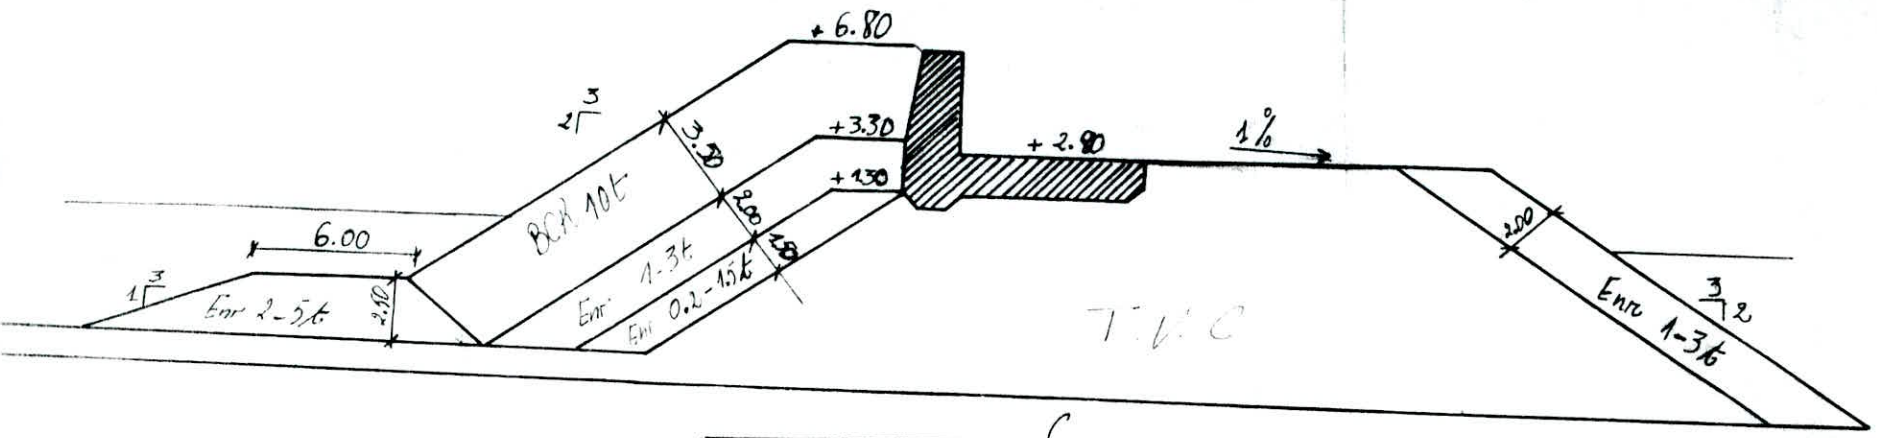 + 6.80
3
2
3.50
+3.30
+ 2.80
1%
BCR 10t
+ 1.30
2.00
2.00
6.00
1.50
1-3t
Enr
3
1
Enr 2-5t
2.50
Enr 0.2-1.5t
T.V.C
Enr 1-3t
3
2